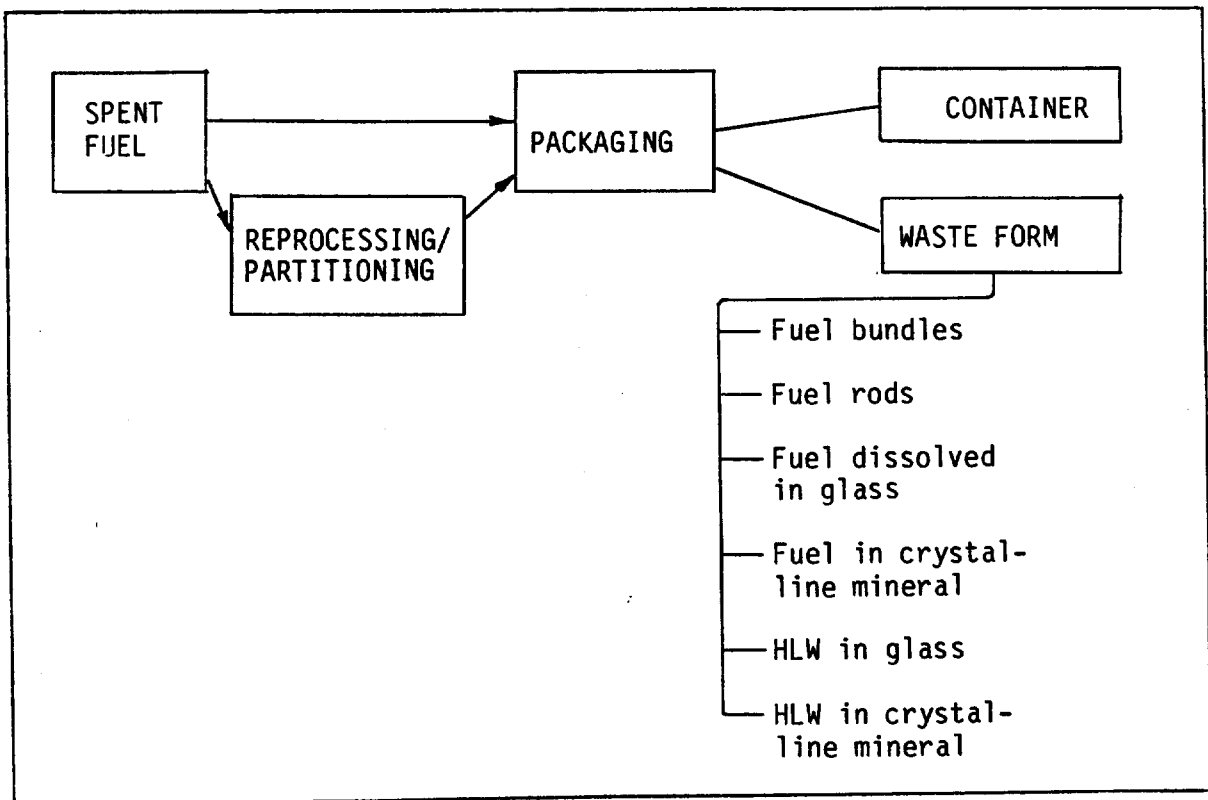 SPENT
FUEL
PACKAGING
CONTAINER
REPROCESSING/
PARTITIONING
WASTE FORM
Fuel bundles
Fuel rods
Fuel dissolved
in glass
Fuel in crystal-
line mineral
HLW in glass
HLW in crystal-
line mineral